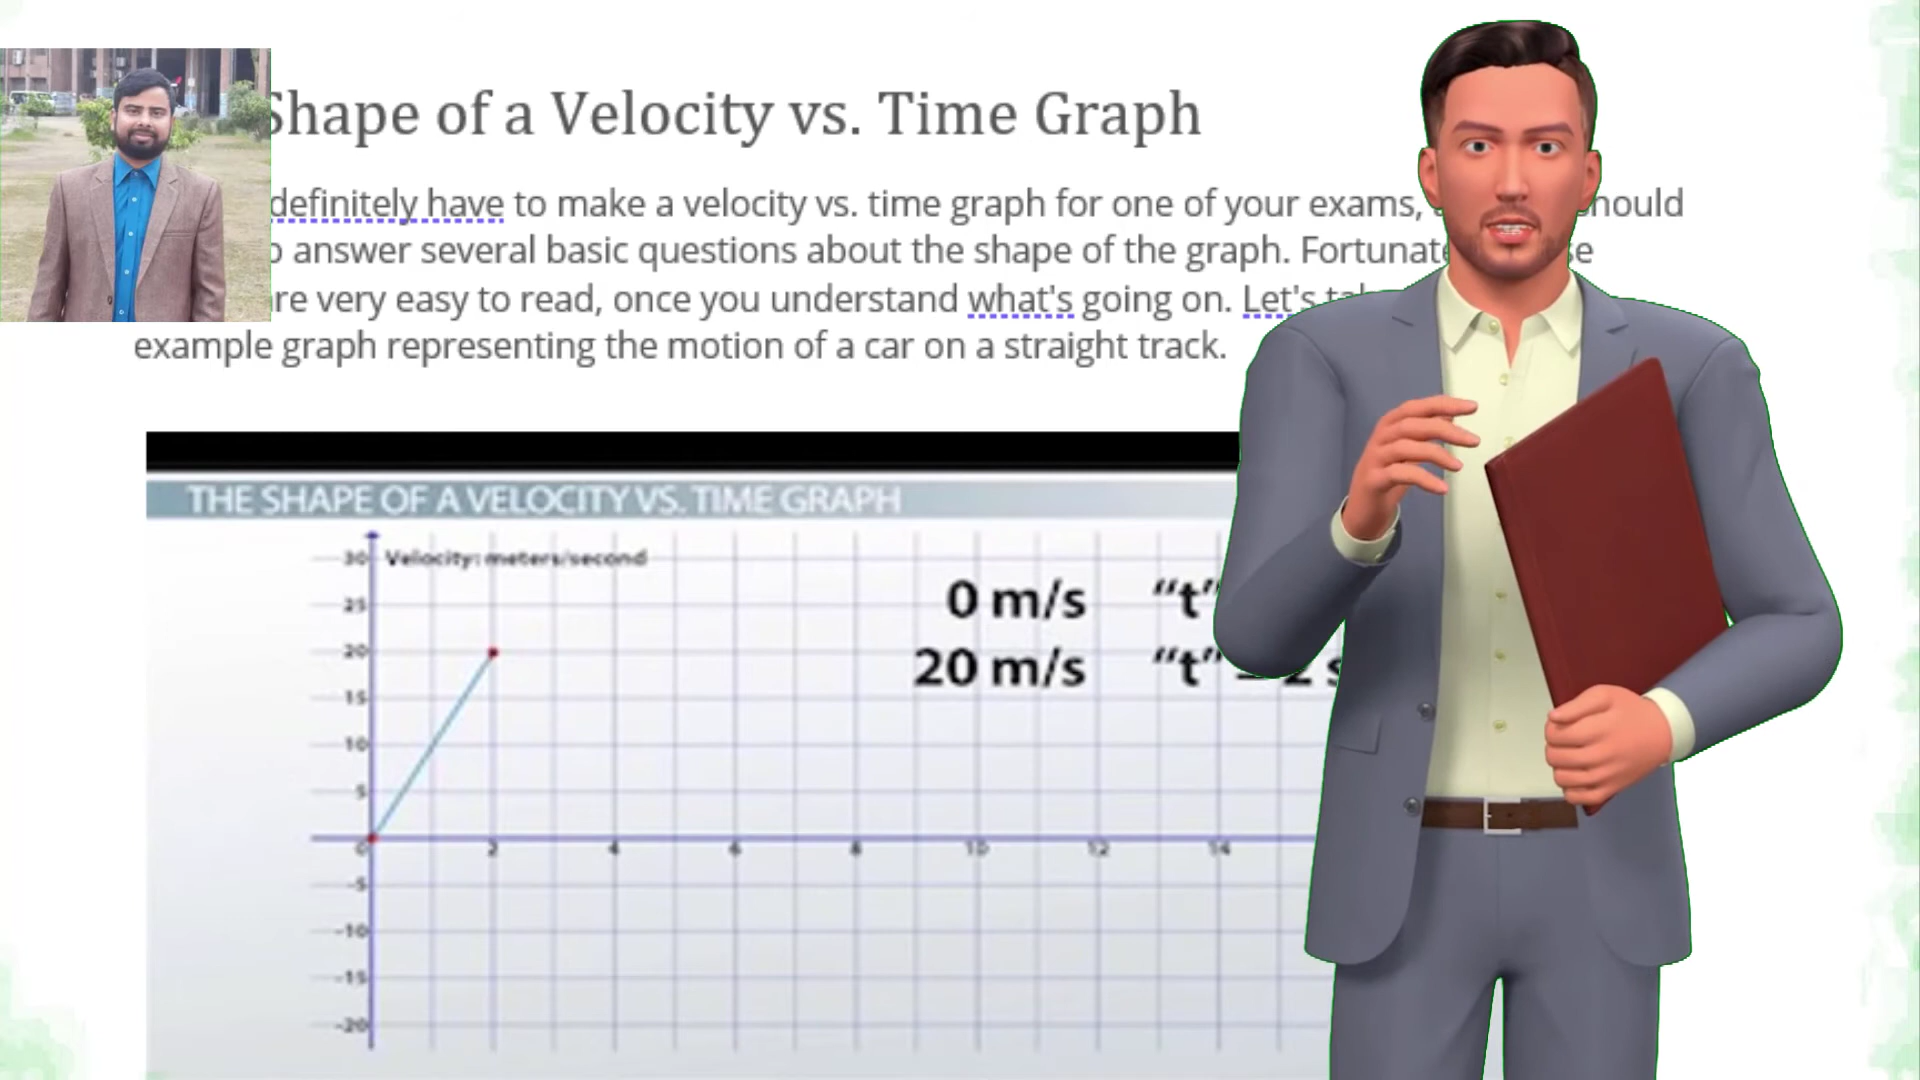 Shape of a Velocity vs. Time Graph
definitely have to make a velocity vs. time graph for one of your exams, should
answer several basic questions about the shape of the graph.
very easy to read, once you understand what's going on. Let's
example graph representing the motion of a car on a straight track.
THE SHAPE OF A VELOCITY VS. TIME GRAPH
30 Velocity: meters/second
25
20
15
10
5
0 2 4 6 8 10 12 14
-5
-10
-15
-20
0 m/s "t"
20 m/s "t" = 2 s